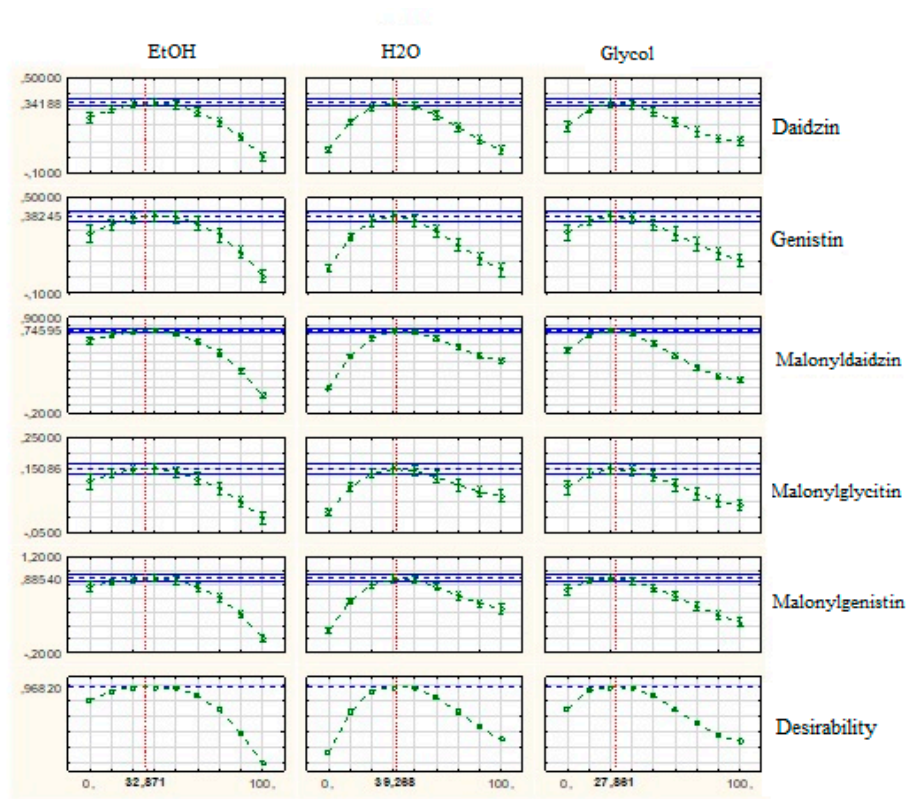 EtOH H2O Glycol
,50000
,34188
-,1000
Daidzin
,50000
,38245
-,1000
Genistin
,90000
,74595
-,2000
Malonyldaidzin
,25000
,15086
-,0500
Malonylglycitin
1,2000
,88540
-,2000
Malonylgenistin
,96820
Desirability
0, 32,871 100, 0, 39,268 100, 0, 27,861 100,